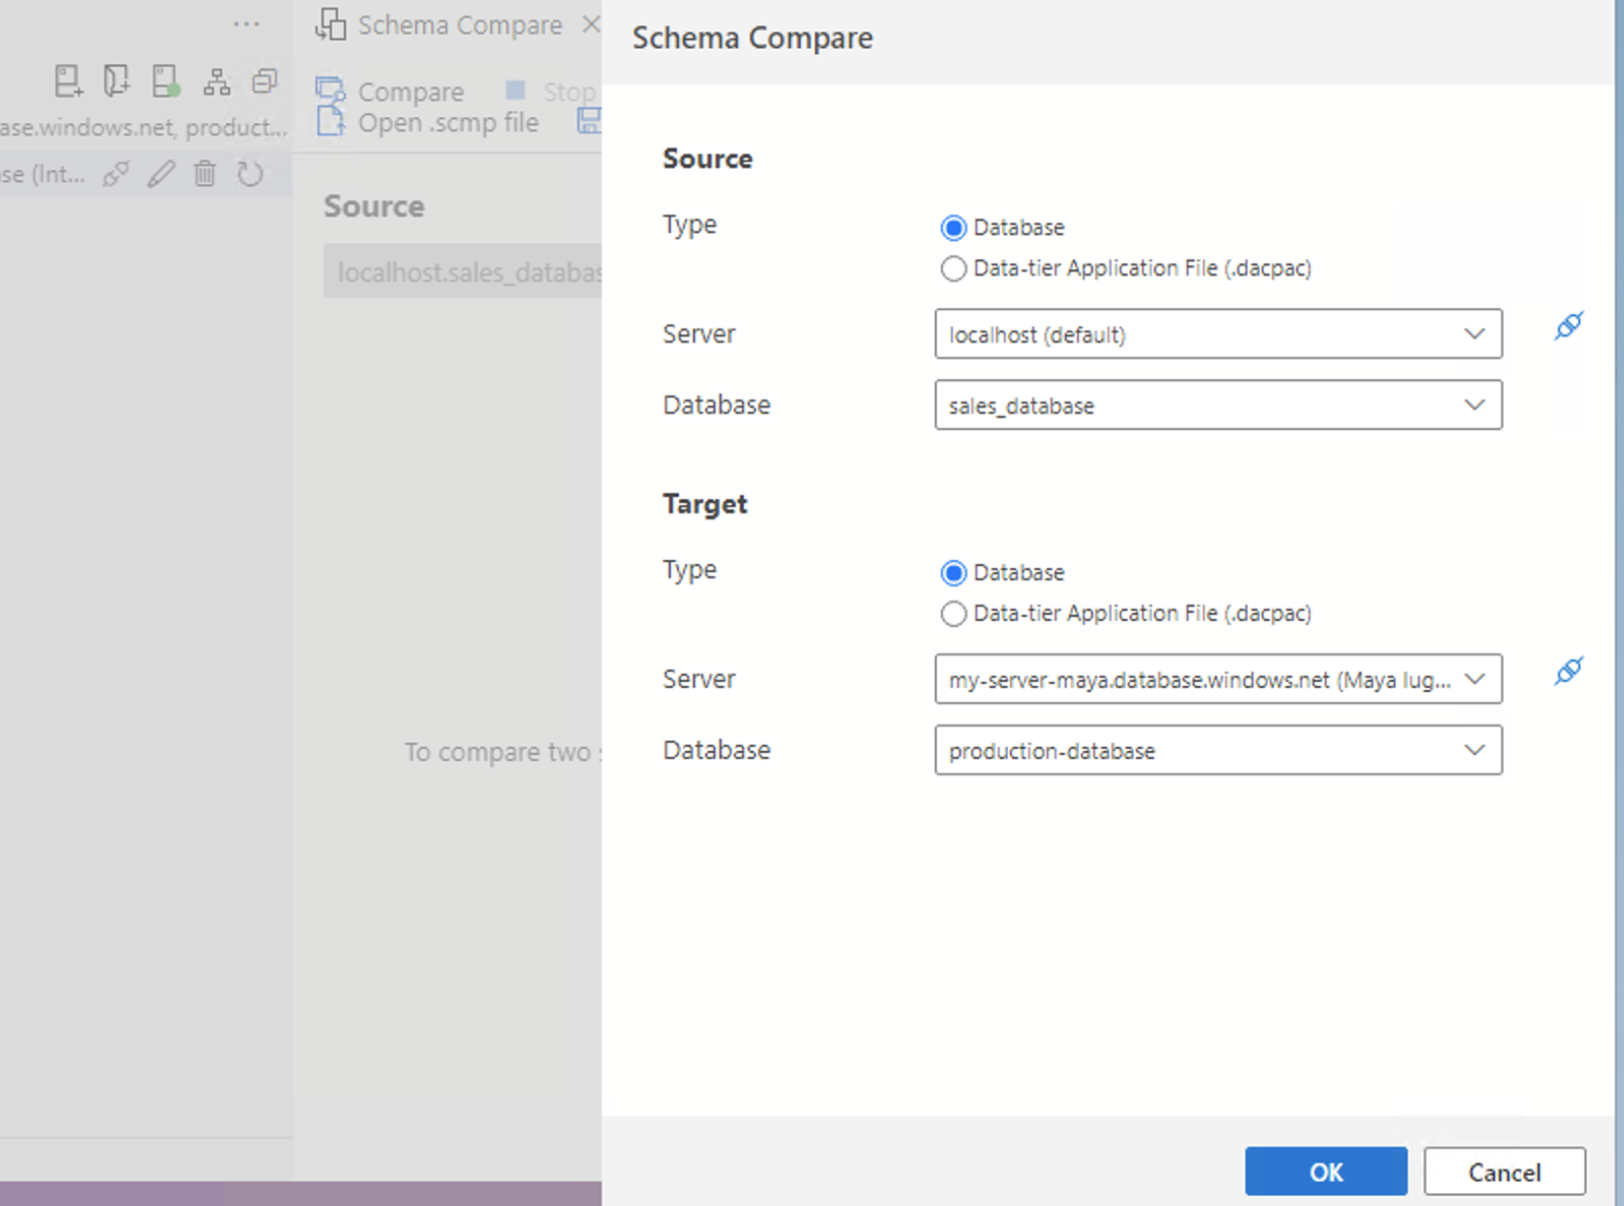 Schema Compare
Compare Stop
Open .scmp file
ase.windows.net, product...
se (Int...
Source
localhost.sales_databas
To compare two
Schema Compare
Source
Type
Database
Data-tier Application File (.dacpac)
Server
localhost (default)
Database
sales_database
Target
Type
Database
Data-tier Application File (.dacpac)
Server
my-server-maya.database.windows.net (Maya lug...
Database
production-database
OK
Cancel